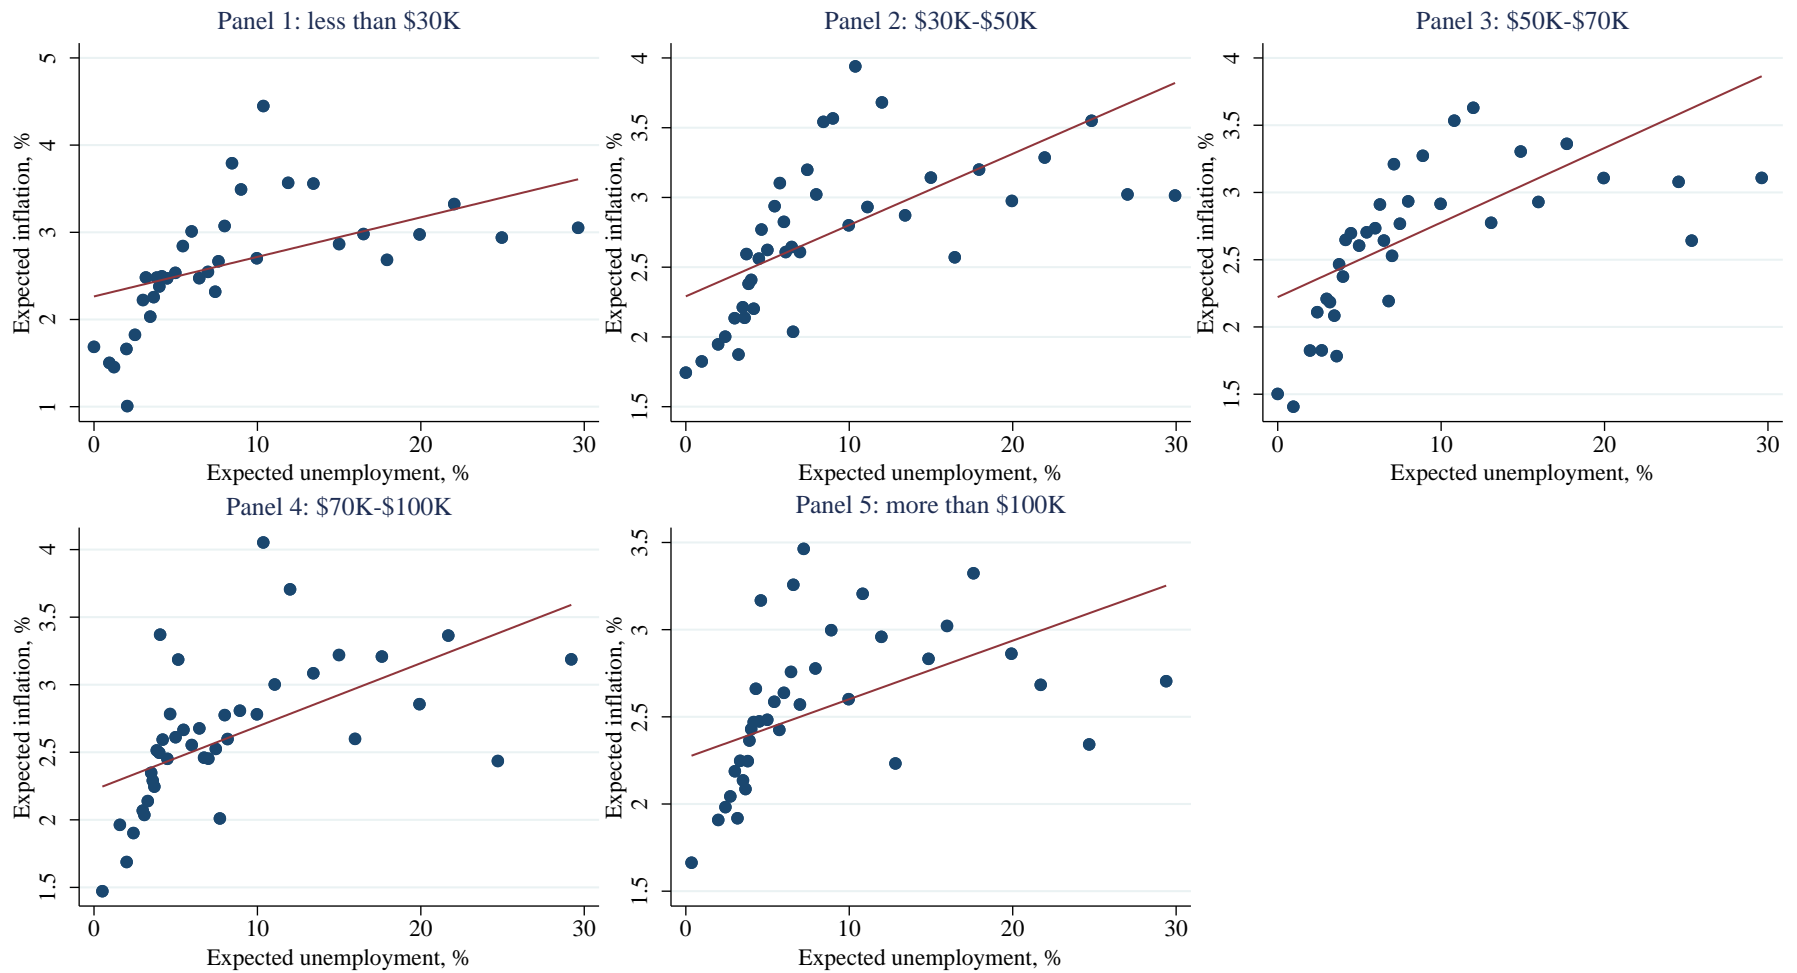 Panel 1: less than $30K
Expected inflation, %
5
4
3
2
1
0 10 20 30
Expected unemployment, %
Panel 2: $30K-$50K
Expected inflation, %
4
3.5
3
2.5
2
1.5
0 10 20 30
Expected unemployment, %
Panel 3: $50K-$70K
Expected inflation, %
4
3.5
3
2.5
2
1.5
0 10 20 30
Expected unemployment, %
Panel 4: $70K-$100K
Expected inflation, %
4
3.5
3
2.5
2
1.5
0 10 20 30
Expected unemployment, %
Panel 5: more than $100K
Expected inflation, %
3.5
3
2.5
2
1.5
0 10 20 30
Expected unemployment, %